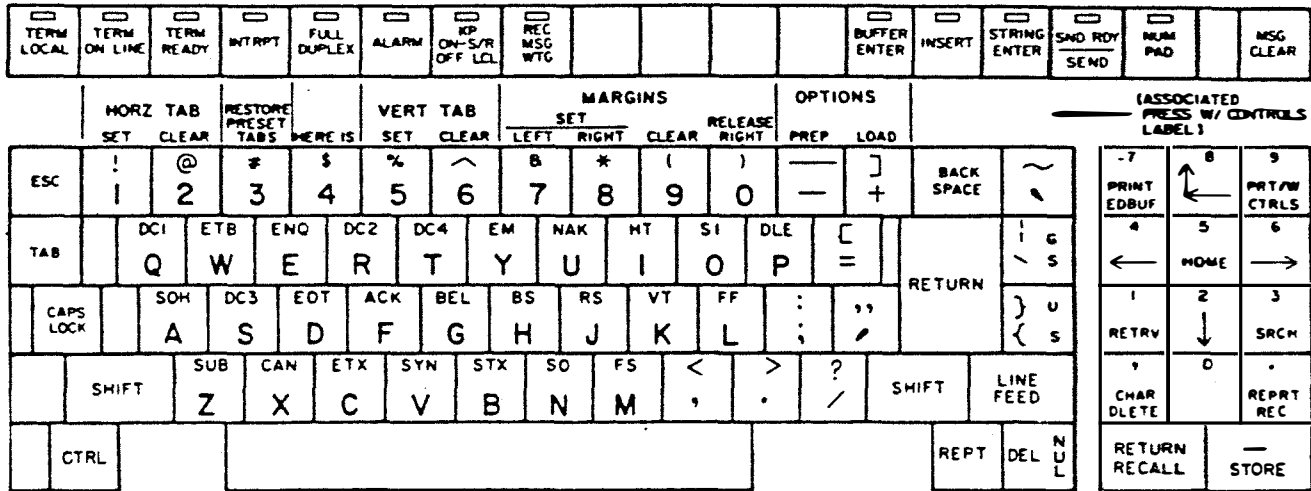 TERM LOCAL TERM ON LINE TERM READY INTRPT FULL DUPLEX ALARM KP ON-S/R OFF LCL REC MSG WTG BUFFER ENTER INSERT STRING ENTER SND RDY SEND NUM PAD MSG CLEAR
HORZ TAB RESTORE PRESET TABS HERE IS VERT TAB MARGINS OPTIONS (ASSOCIATED PRESS W/ CONTROLS LABEL)
SET
SET CLEAR SET CLEAR LEFT RIGHT CLEAR RELEASE RIGHT PREP LOAD
! @ # $ % ^ & * ( ) — ] ~ -7 8 9
ESC 1 2 3 4 5 6 7 8 9 0 — + BACK SPACE ` PRINT EDBUF PRT/W CTRLS
DC1 ETB ENQ DC2 DC4 EM NAK HT SI DLE [ ¦ G 4 5 6
TAB Q W E R T Y U I O P = RETURN \ S ← HOME →
SOH DC3 EOT ACK BEL BS RS VT FF : ,, } U 1 2 3
CAPS LOCK A S D F G H J K L ; ' { S RETRV ↓ SRCH
SUB CAN ETX SYN STX SO FS < > ? , 0 .
SHIFT Z X C V B N M , . / SHIFT LINE FEED CHAR DLETE REPRT REC
CTRL REPT DEL NUL RETURN RECALL — STORE